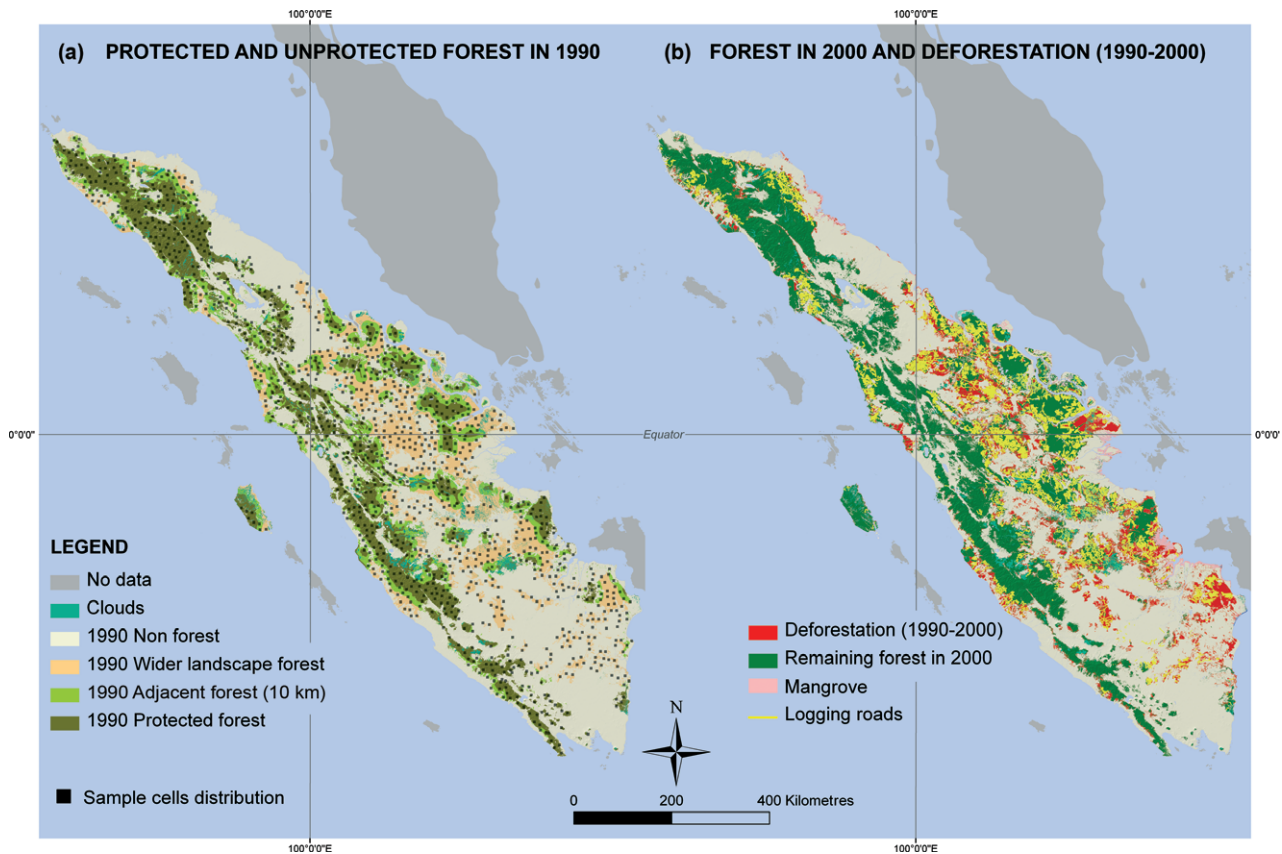 100°0'0"E
100°0'0"E
(a) PROTECTED AND UNPROTECTED FOREST IN 1990
(b) FOREST IN 2000 AND DEFORESTATION (1990-2000)
0°0'0"
Equator
0°0'0"
LEGEND
No data
Clouds
1990 Non forest
1990 Wider landscape forest
1990 Adjacent forest (10 km)
1990 Protected forest
Sample cells distribution
Deforestation (1990-2000)
Remaining forest in 2000
Mangrove
Logging roads
N
0 200 400 Kilometres
100°0'0"E
100°0'0"E